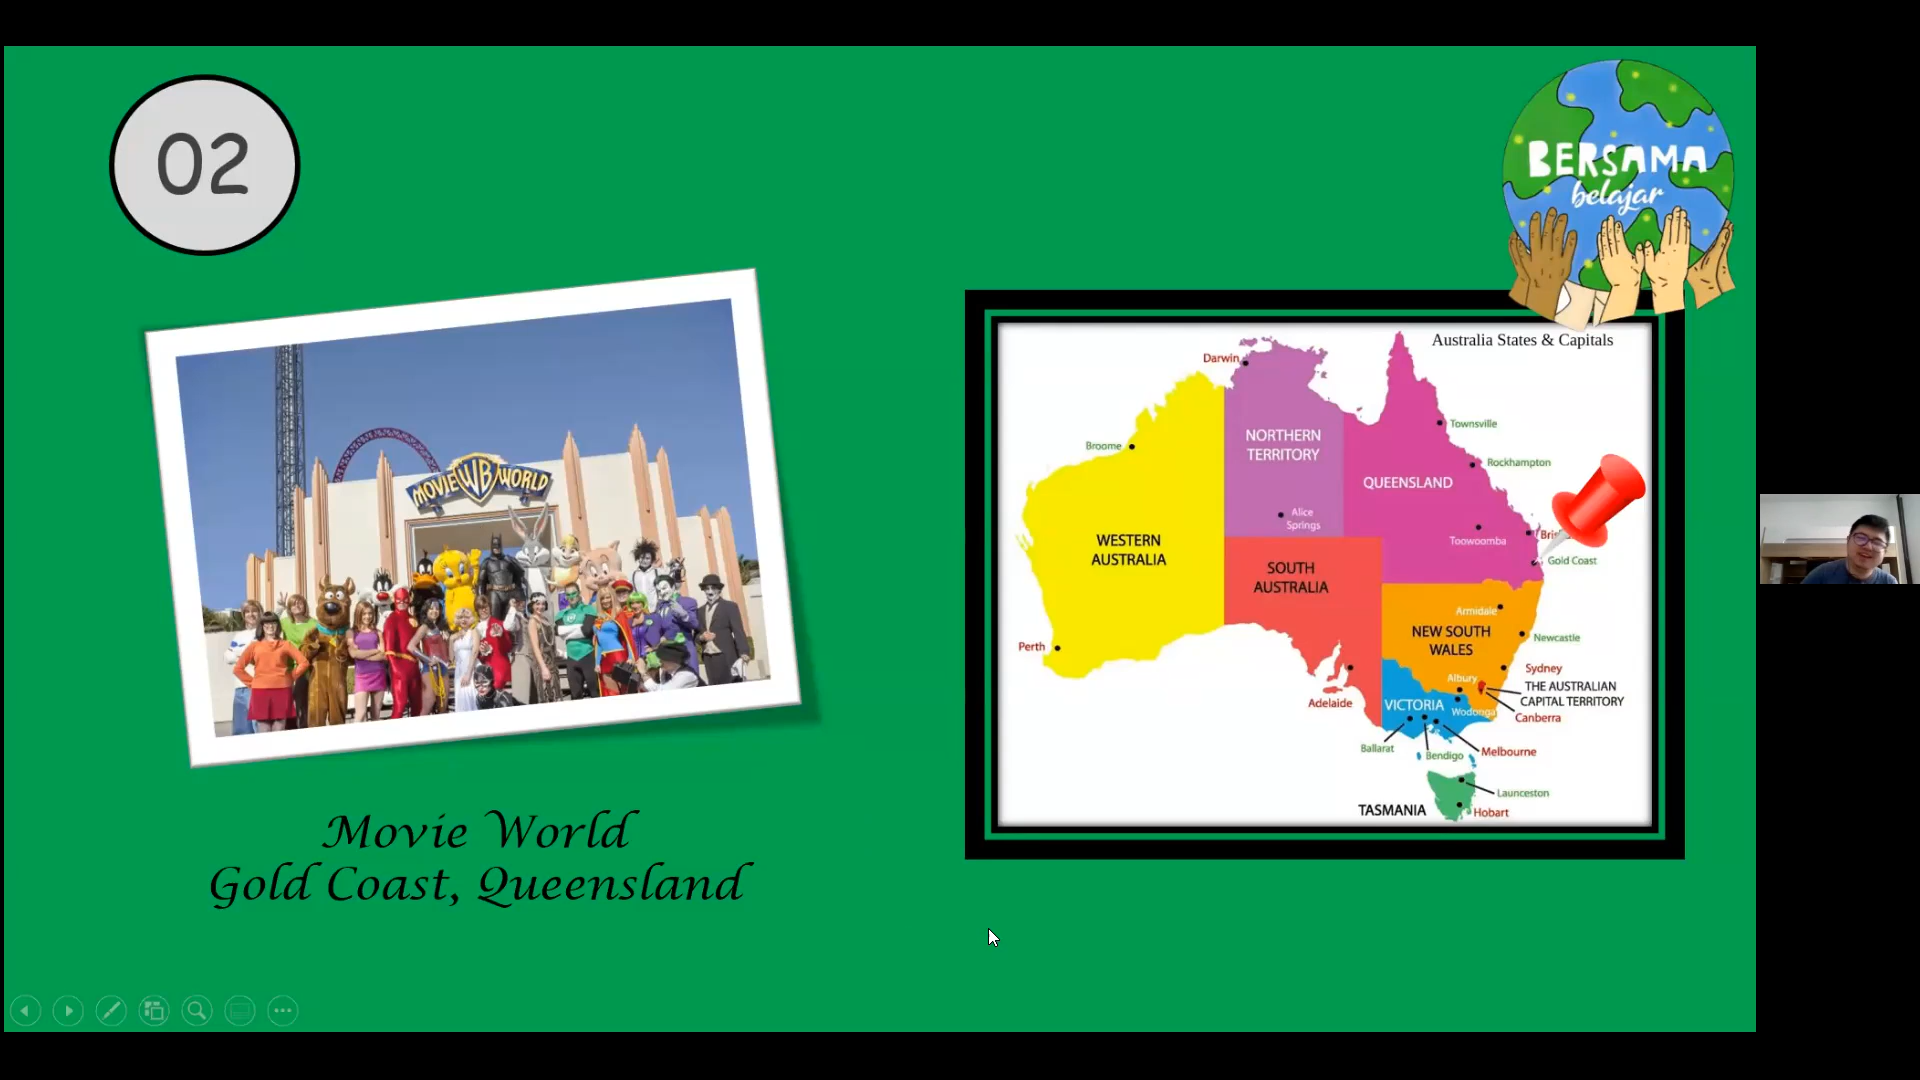 02
BERSAMA
belajar
MOVIE WB WORLD
Movie World
Gold Coast, Queensland
Australia States & Capitals
Darwin
Broome
NORTHERN
TERRITORY
Townsville
Rockhampton
QUEENSLAND
Alice
Springs
WESTERN
AUSTRALIA
Toowoomba
Gold Coast
SOUTH
AUSTRALIA
Armidale
NEW SOUTH
WALES
Newcastle
Perth
Sydney
Albury
THE AUSTRALIAN
CAPITAL TERRITORY
Adelaide
VICTORIA
Wodonga
Canberra
Ballarat
Bendigo
Melbourne
Launceston
TASMANIA
Hobart